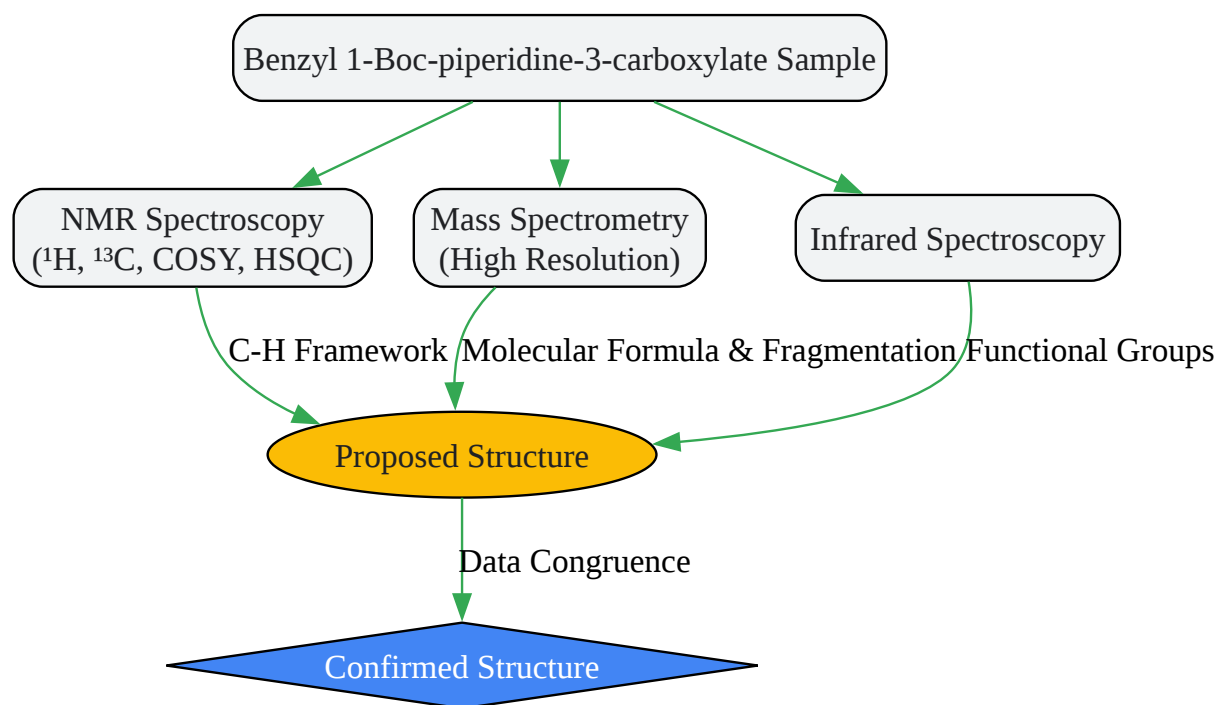 Benzyl 1-Boc-piperidine-3-carboxylate Sample
NMR Spectroscopy
(¹H, ¹³C, COSY, HSQC)
Mass Spectrometry
(High Resolution)
Infrared Spectroscopy
C-H Framework
Molecular Formula & Fragmentation
Functional Groups
Proposed Structure
Data Congruence
Confirmed Structure